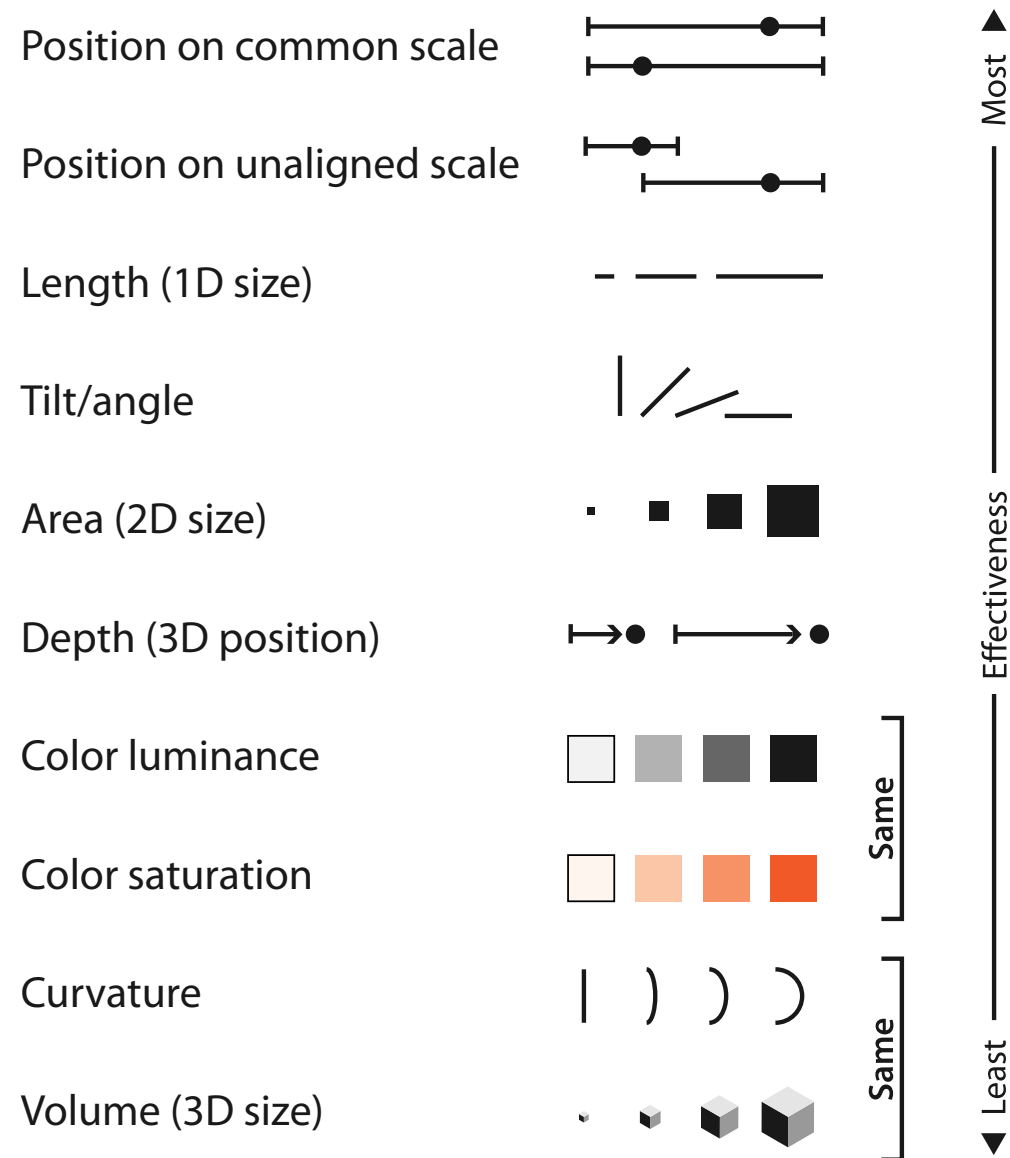 Position on common scale
Position on unaligned scale
Length (1D size)
Tilt/angle
Area (2D size)
Depth (3D position)
Color luminance
Color saturation
Curvature
Volume (3D size)
Same
Same
Most
Effectiveness
Least